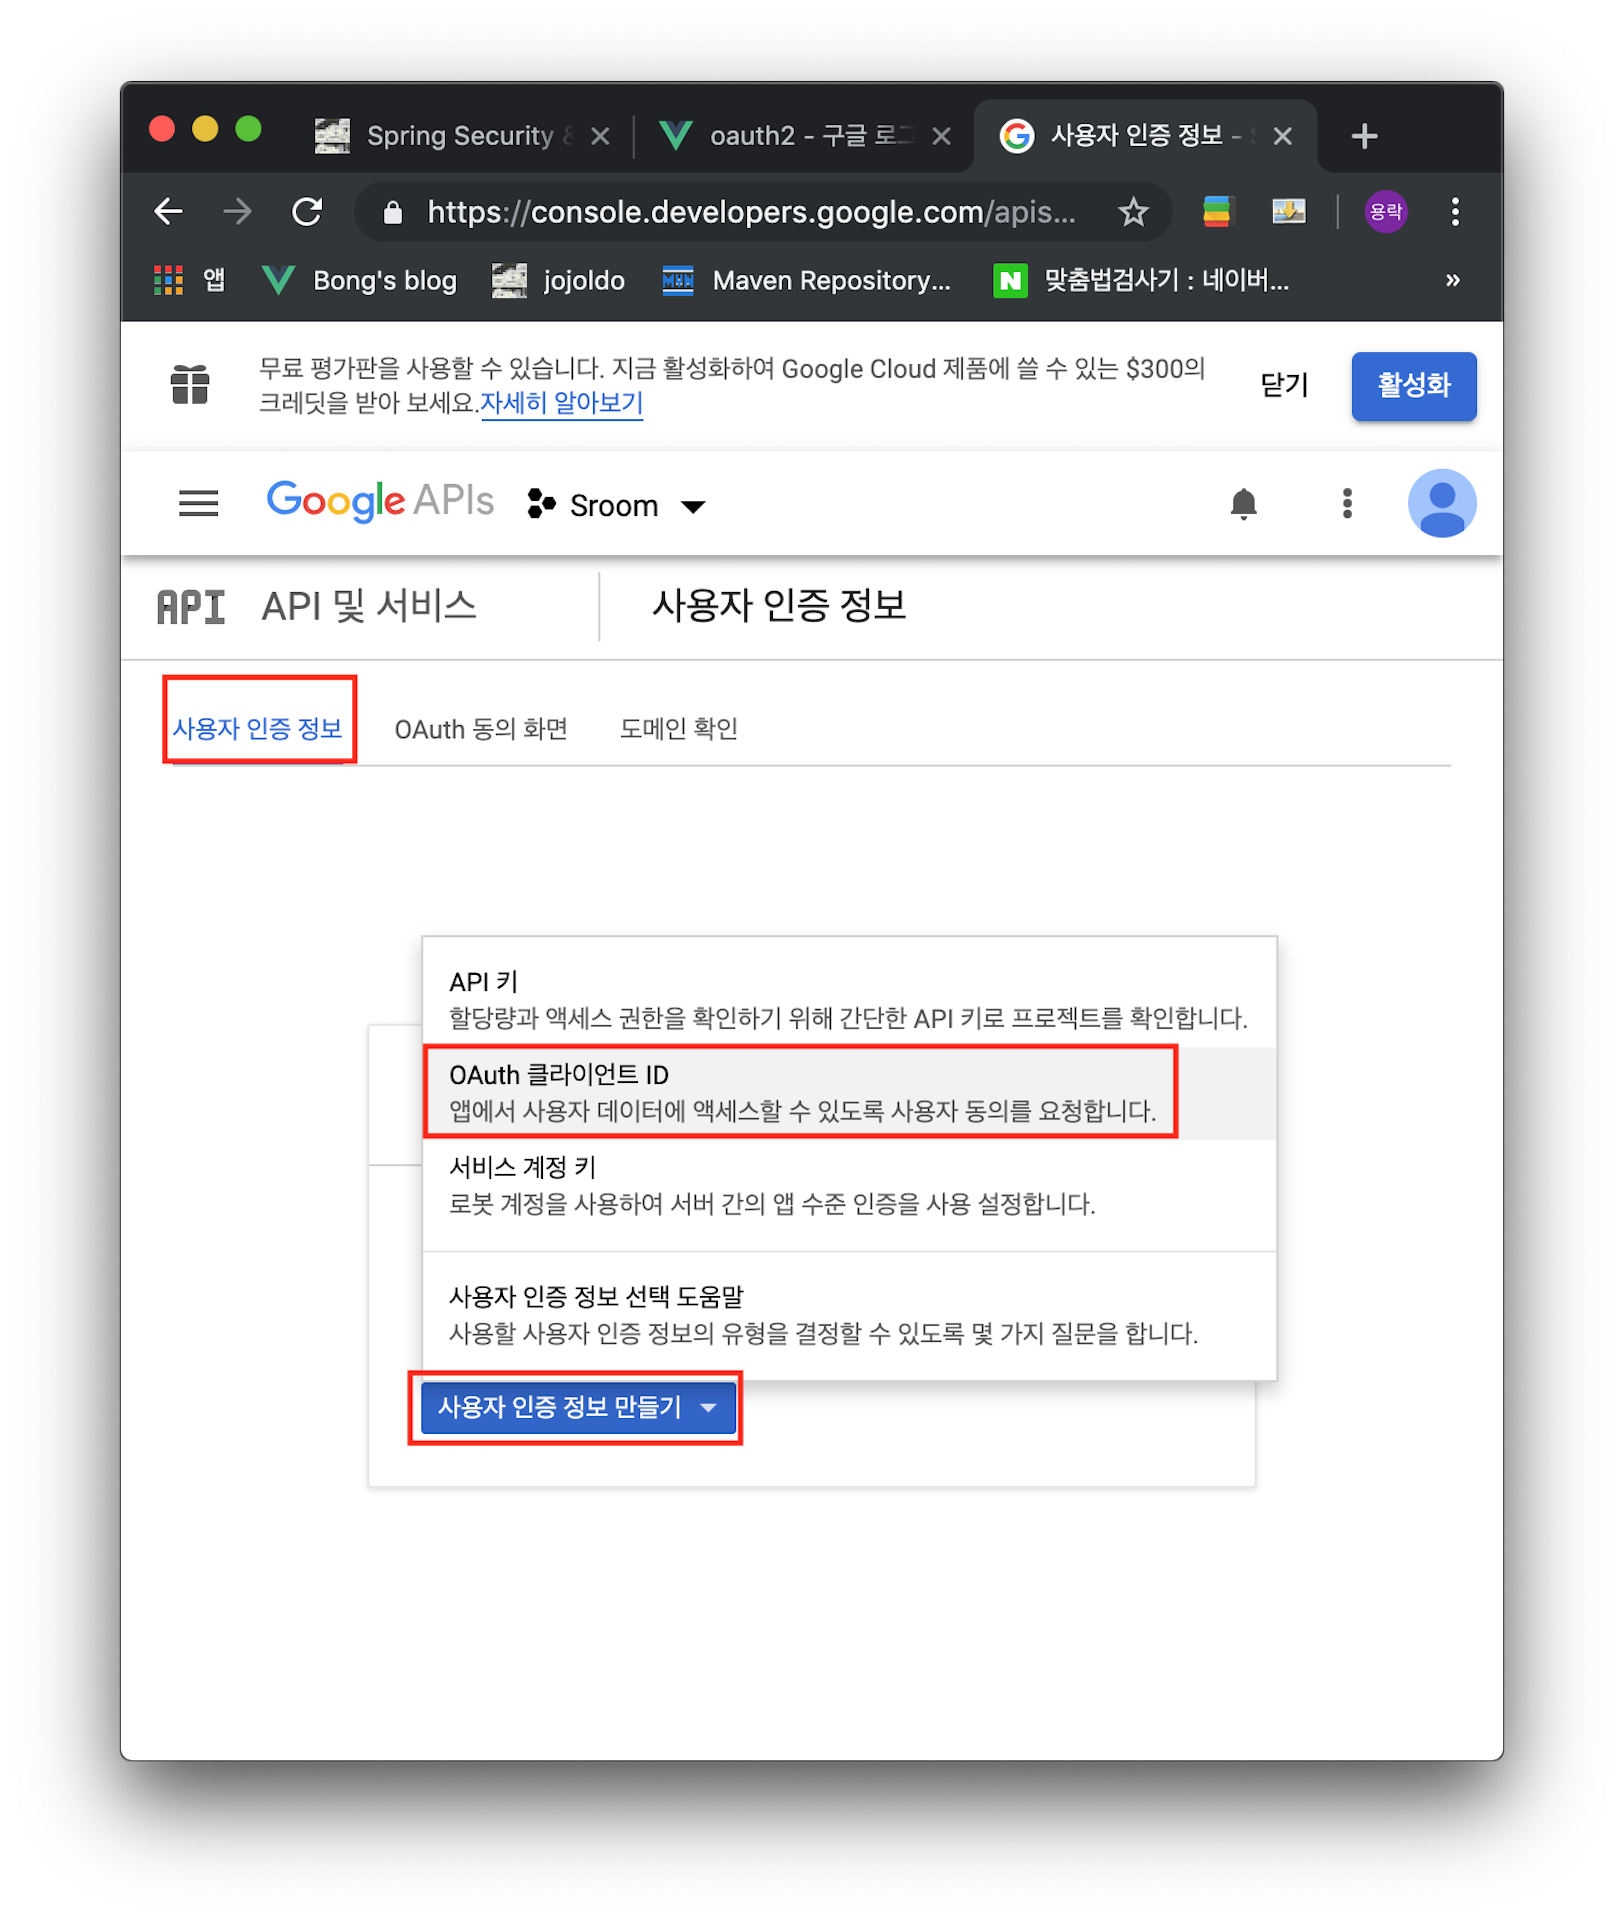 Spring Security &
oauth2 - 구글 로그
사용자 인증 정보 -
https://console.developers.google.com/apis...
용락
앱
Bong's blog
jojoldo
MVN
Maven Repository...
N
맞춤법검사기 : 네이버...
»
무료 평가판을 사용할 수 있습니다. 지금 활성화하여 Google Cloud 제품에 쓸 수 있는 $300의
크레딧을 받아 보세요.자세히 알아보기
닫기
활성화
Google APIs
Sroom
API
API 및 서비스
사용자 인증 정보
사용자 인증 정보
OAuth 동의 화면
도메인 확인
API 키
할당량과 액세스 권한을 확인하기 위해 간단한 API 키로 프로젝트를 확인합니다.
OAuth 클라이언트 ID
앱에서 사용자 데이터에 액세스할 수 있도록 사용자 동의를 요청합니다.
서비스 계정 키
로봇 계정을 사용하여 서버 간의 앱 수준 인증을 사용 설정합니다.
사용자 인증 정보 선택 도움말
사용할 사용자 인증 정보의 유형을 결정할 수 있도록 몇 가지 질문을 합니다.
사용자 인증 정보 만들기